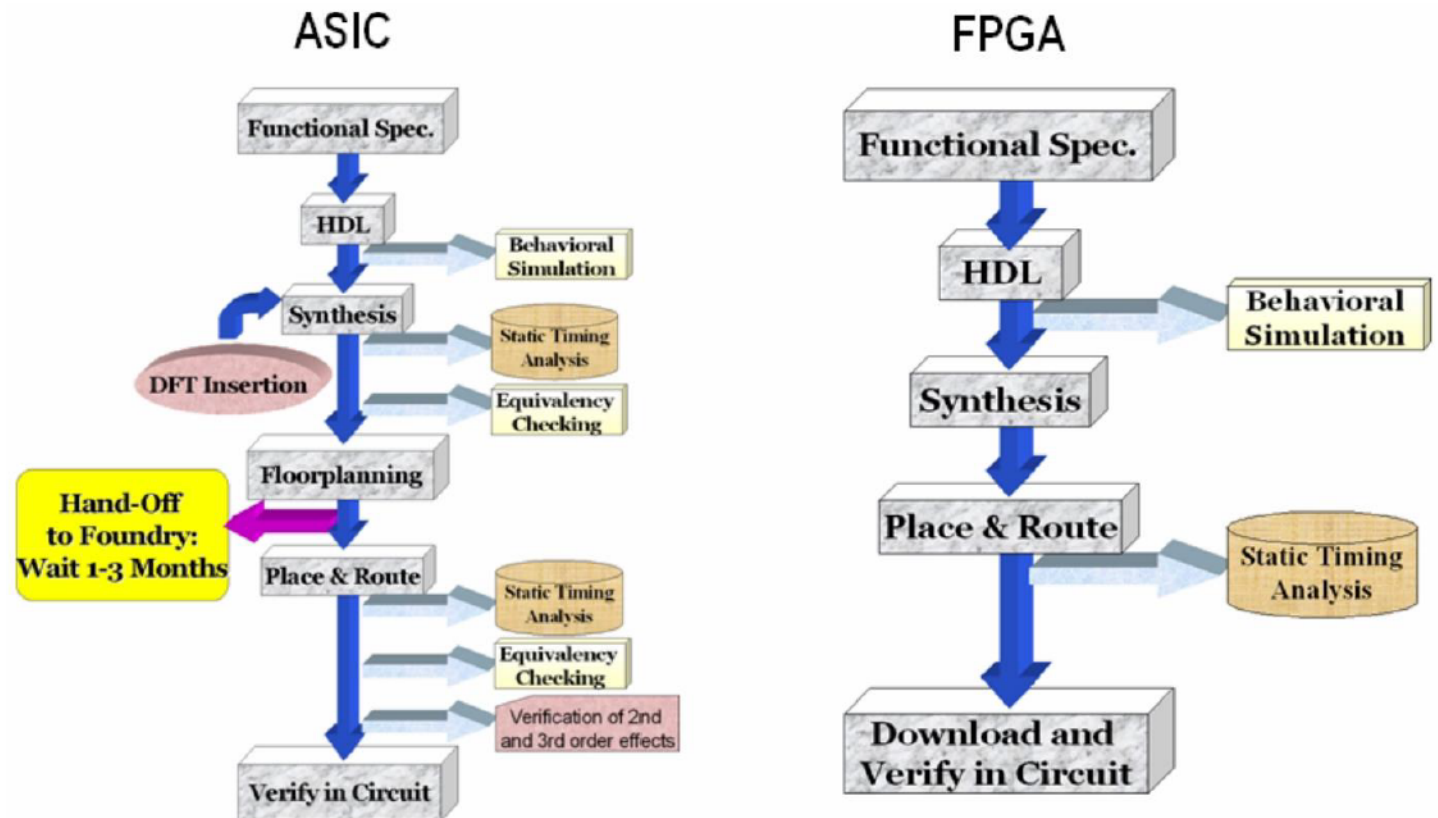 ASIC
Functional Spec.
HDL
Behavioral
Simulation
Synthesis
Static Timing
Analysis
DFT Insertion
Equivalency
Checking
Floorplanning
Hand-Off
to Foundry:
Wait 1-3 Months
Place & Route
Static Timing
Analysis
Equivalency
Checking
Verification of 2nd
and 3rd order effects
Verify in Circuit
FPGA
Functional Spec.
HDL
Behavioral
Simulation
Synthesis
Place & Route
Static Timing
Analysis
Download and
Verify in Circuit